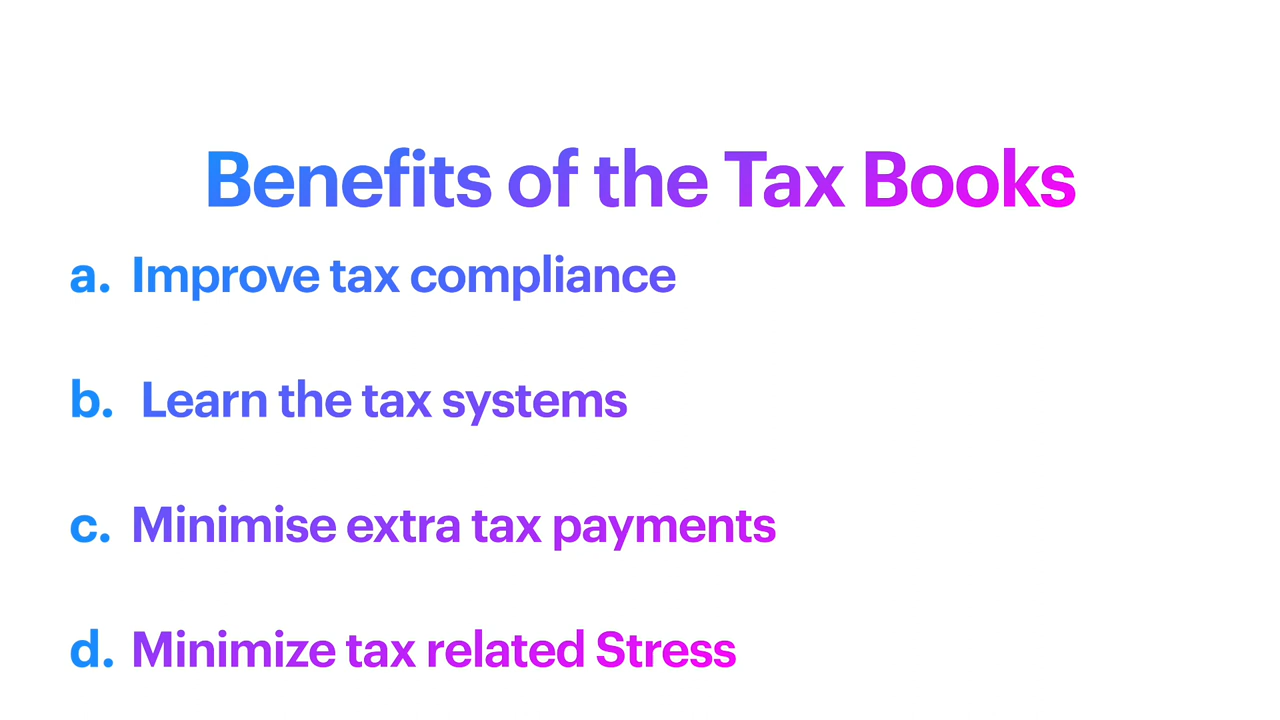 Benefits of the Tax Books
a. Improve tax compliance
b. Learn the tax systems
c. Minimise extra tax payments
d. Minimize tax related Stress